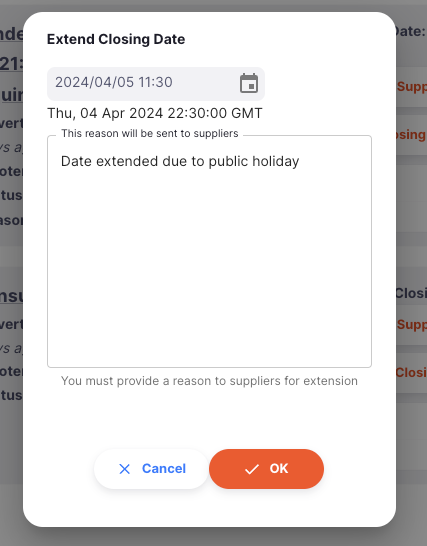 Extend Closing Date
2024/04/05 11:30
Thu, 04 Apr 2024 22:30:00 GMT
This reason will be sent to suppliers
Date extended due to public holiday
You must provide a reason to suppliers for extension
Cancel
OK
Date:
21: